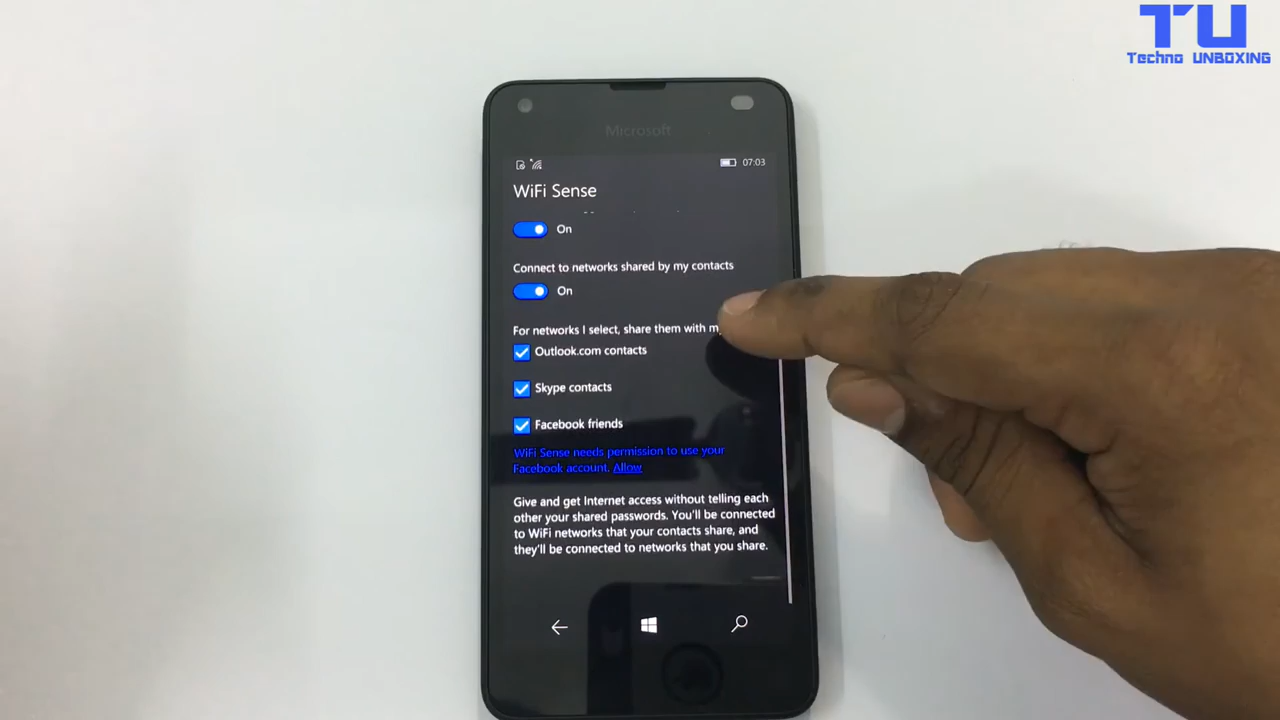 TU
Techno UNBOXING
Microsoft
07:03
WiFi Sense
On
Connect to networks shared by my contacts
On
For networks I select, share them with my
Outlook.com contacts
Skype contacts
Facebook friends
WiFi Sense needs permission to use your
Facebook account. Allow
Give and get Internet access without telling each
other your shared passwords. You'll be connected
to WiFi networks that your contacts share, and
they'll be connected to networks that you share.